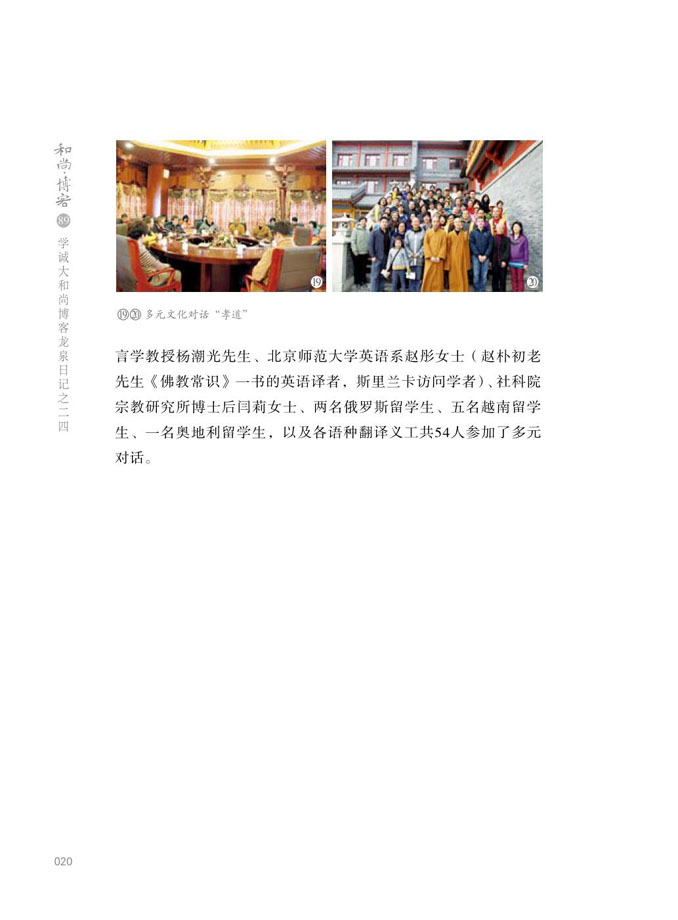 和尚·博客
89
学诚大和尚博客龙泉日记之二四
⑲
⑳
⑲⑳ 多元文化对话“孝道”
言学教授杨潮光先生、北京师范大学英语系赵彤女士（赵朴初老
先生《佛教常识》一书的英语译者，斯里兰卡访问学者）、社科院
宗教研究所博士后闫莉女士、两名俄罗斯留学生、五名越南留学
生、一名奥地利留学生，以及各语种翻译义工共54人参加了多元
对话。
020